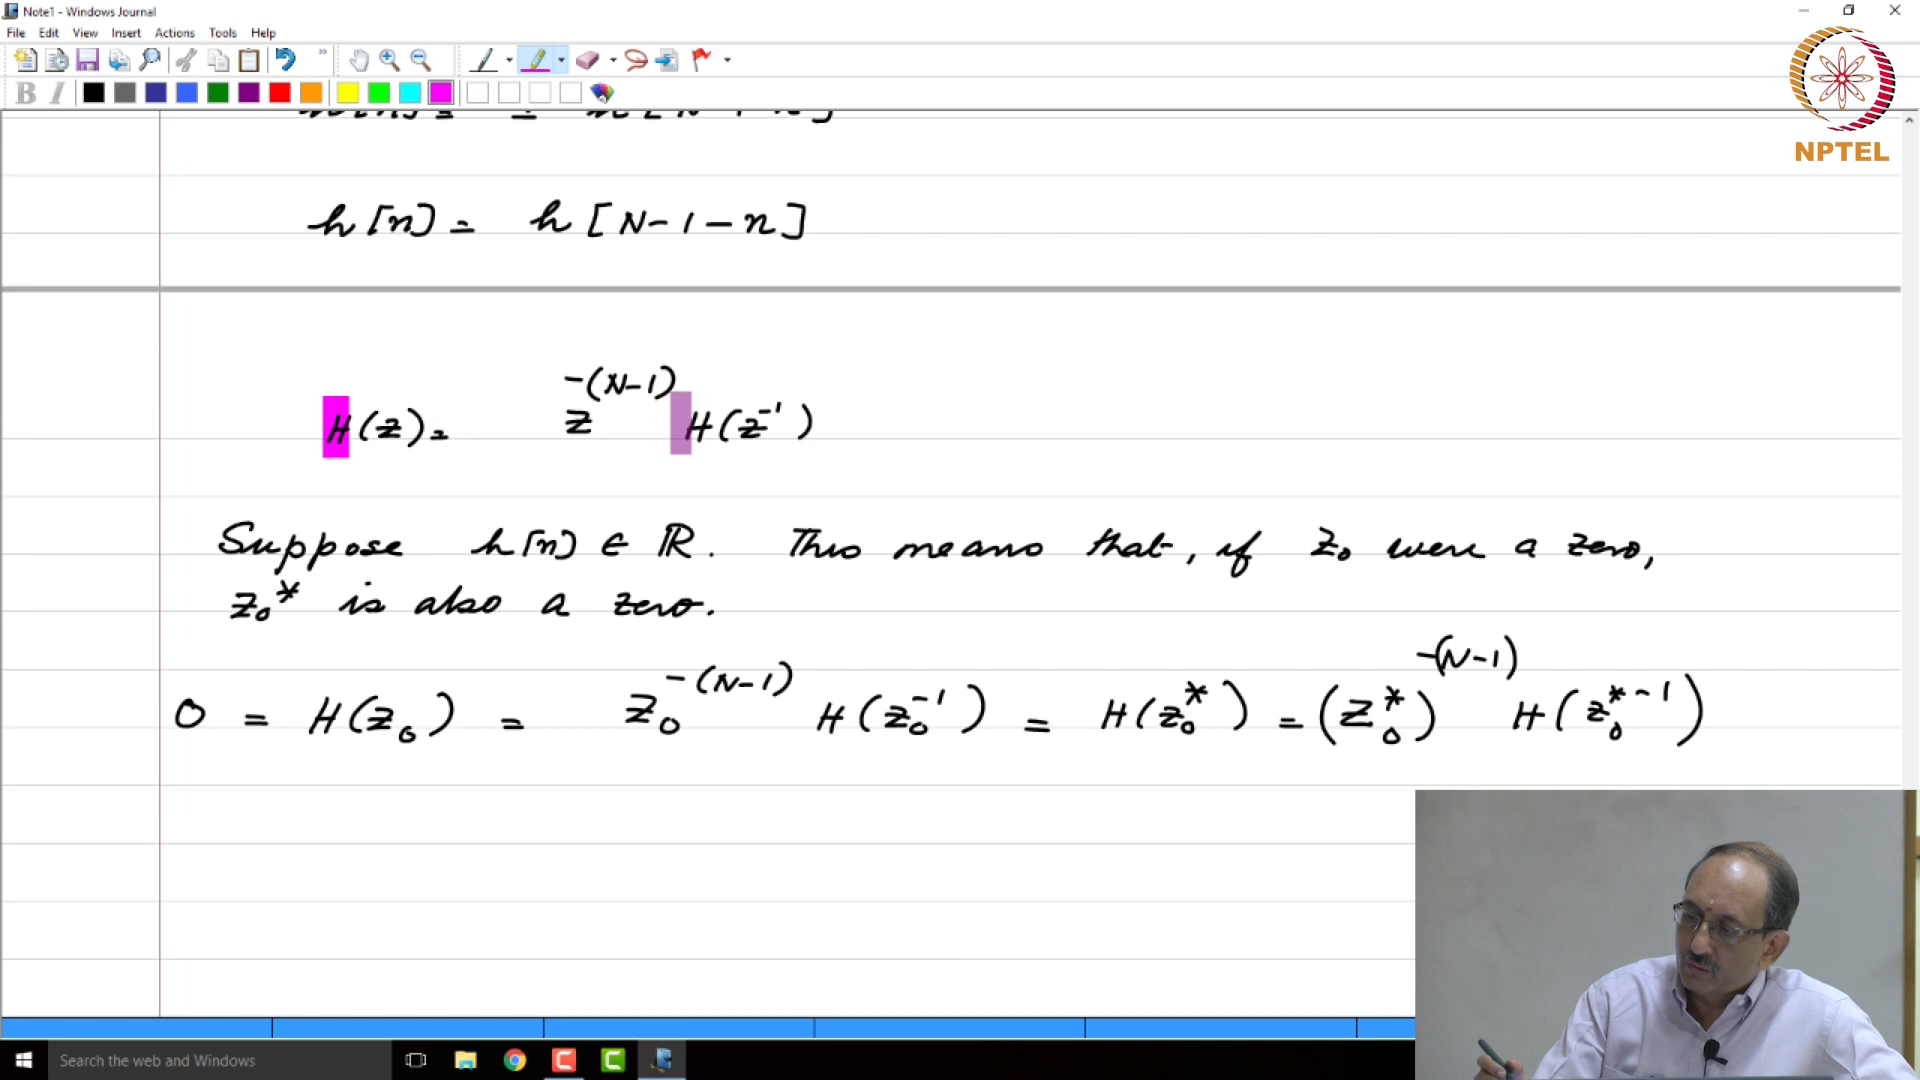 Note1 - Windows Journal
File Edit View Insert Actions Tools Help
B I
NPTEL
h[n] = h[N-1-n]
H(z) = z^{-(N-1)} H(z^{-1})
Suppose h[n] ∈ ℝ. This means that, if z₀ were a zero,
z₀* is also a zero.
0 = H(z₀) = z₀^{-(N-1)} H(z₀^{-1}) = H(z₀*) = (z₀*)^{-(N-1)} H(z₀*^{-1})
Search the web and Windows